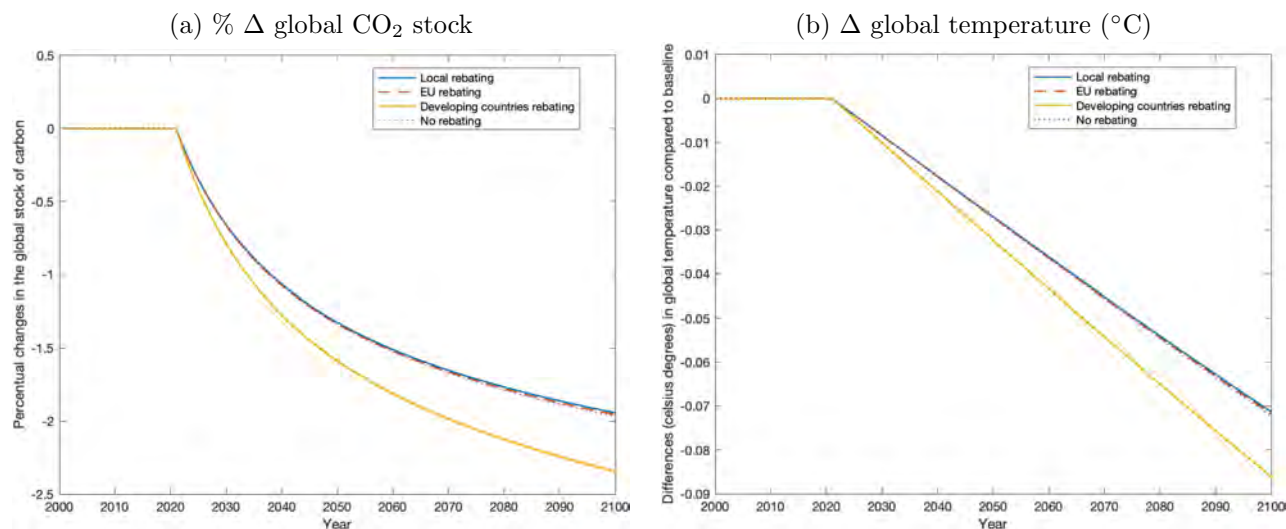 (a) % Δ global CO₂ stock
Percentual changes in the global stock of carbon
0.5
0
-0.5
-1
-1.5
-2
-2.5
Local rebating
EU rebating
Developing countries rebating
No rebating
2000 2010 2020 2030 2040 2050 2060 2070 2080 2090 2100
Year
(b) Δ global temperature (°C)
Differences (celsius degrees) in global temperature compared to baseline
0.01
0
-0.01
-0.02
-0.03
-0.04
-0.05
-0.06
-0.07
-0.08
-0.09
Local rebating
EU rebating
Developing countries rebating
No rebating
2000 2010 2020 2030 2040 2050 2060 2070 2080 2090 2100
Year